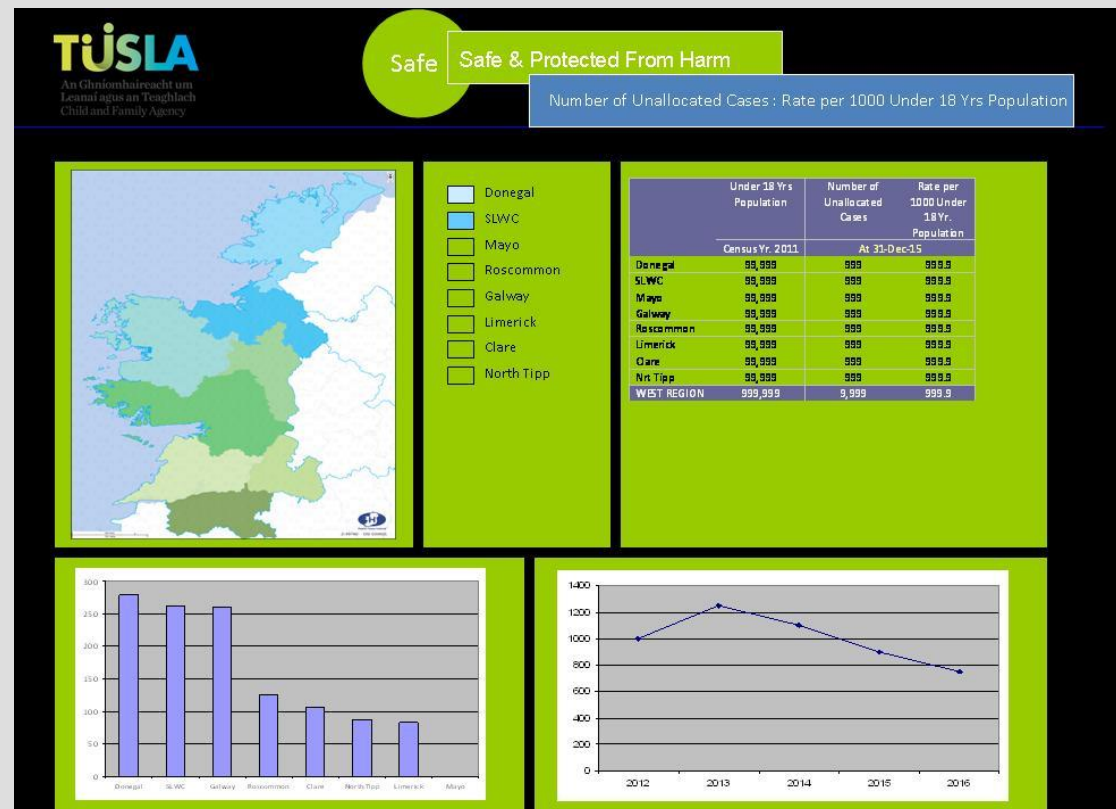 TUSLA
An Ghníomhaireacht um
Leanaí agus an Teaghlach
Child and Family Agency
Safe
Safe & Protected From Harm
Number of Unallocated Cases : Rate per 1000 Under 18 Yrs Population
Donegal
SLWC
Mayo
Roscommon
Galway
Limerick
Clare
North Tipp
Under 18 Yrs Population Number of Unallocated Cases Rate per 1000 Under 18 Yr. Population
Census Yr. 2011 At 31-Dec-15
Donegal 99,999 999 999.9
SLWC 99,999 999 999.9
Mayo 99,999 999 999.9
Galway 99,999 999 999.9
Roscommon 99,999 999 999.9
Limerick 99,999 999 999.9
Clare 99,999 999 999.9
Nrt Tipp 99,999 999 999.9
WEST REGION 999,999 9,999 999.9
300
250
200
150
100
50
0
Donegal SLWC Galway Roscommon Clare North Tipp Limerick Mayo
1400
1200
1000
800
600
400
200
0
2012 2013 2014 2015 2016